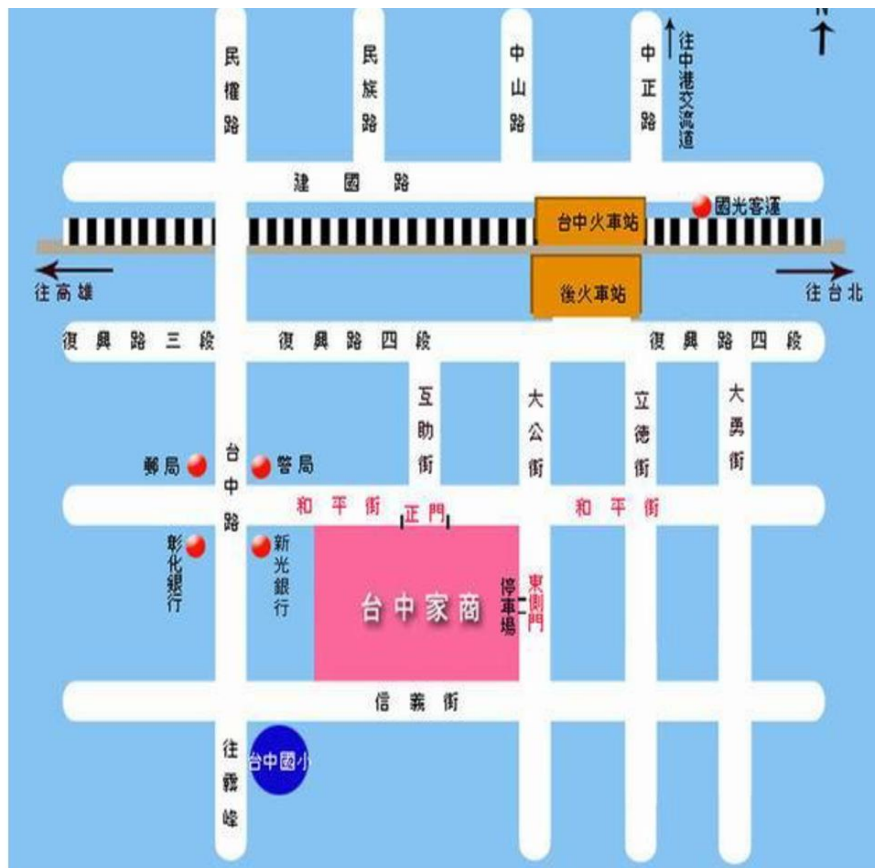 N
民權路
民族路
中山路
中正路
往中港交流道
建國路
國光客運
台中火車站
後火車站
往高雄
往台北
復興路三段
復興路四段
復興路四段
互助街
大公街
立德街
大勇街
台中路
郵局
警局
和平街
正門
和平街
彰化銀行
新光銀行
台中家商
停車場
東側門
信義街
台中國小
往霧峰